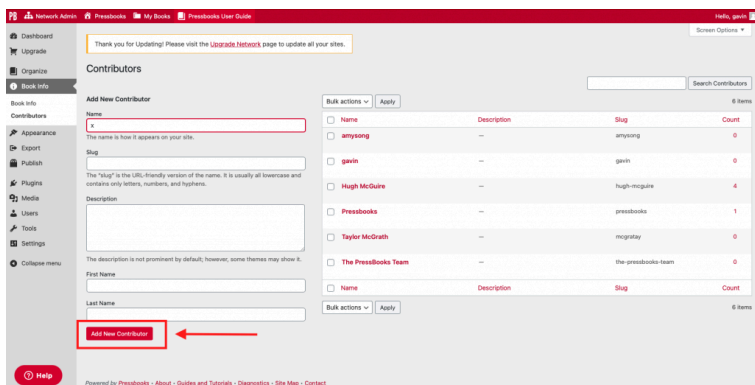 PB Network Admin Pressbooks My Books Pressbooks User Guide Hello, gavin
Screen Options
Dashboard
Upgrade
Organize
Book Info
Book Info
Contributors
Appearance
Export
Publish
Plugins
Media
Users
Tools
Settings
Collapse menu
Help
Thank you for Updating! Please visit the Upgrade Network page to update all your sites.
Contributors
Search Contributors
Add New Contributor
Name
x
The name is how it appears on your site.
Slug
The "slug" is the URL-friendly version of the name. It is usually all lowercase and
contains only letters, numbers, and hyphens.
Description
The description is not prominent by default; however, some themes may show it.
First Name
Last Name
Add New Contributor
Bulk actions Apply 6 items
Name Description Slug Count
amysong — amysong 0
gavin — gavin 0
Hugh McGuire — hugh-mcguire 4
Pressbooks — pressbooks 1
Taylor McGrath — mcgratay 0
The PressBooks Team — the-pressbooks-team 0
Name Description Slug Count
Bulk actions Apply 6 items
Powered by Pressbooks • About • Guides and Tutorials • Diagnostics • Site Map • Contact